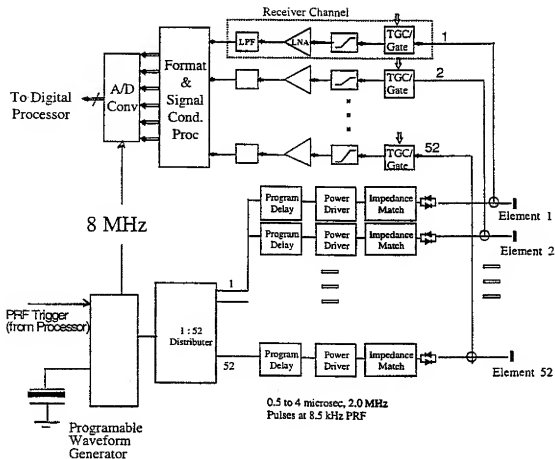 Receiver Channel
LPF
LNA
TGC/
Gate
1
Format
&
Signal
Cond.
Proc
A/D
Conv
To Digital
Processor
TGC/
Gate
2
TGC/
Gate
52
8 MHz
Program
Delay
Power
Driver
Impedance
Match
Element 1
Program
Delay
Power
Driver
Impedance
Match
Element 2
1
PRF Trigger
(from Processor)
1 : 52
Distributer
52
Program
Delay
Power
Driver
Impedance
Match
Element 52
0.5 to 4 microsec, 2.0 MHz
Pulses at 8.5 kHz PRF
Programable
Waveform
Generator